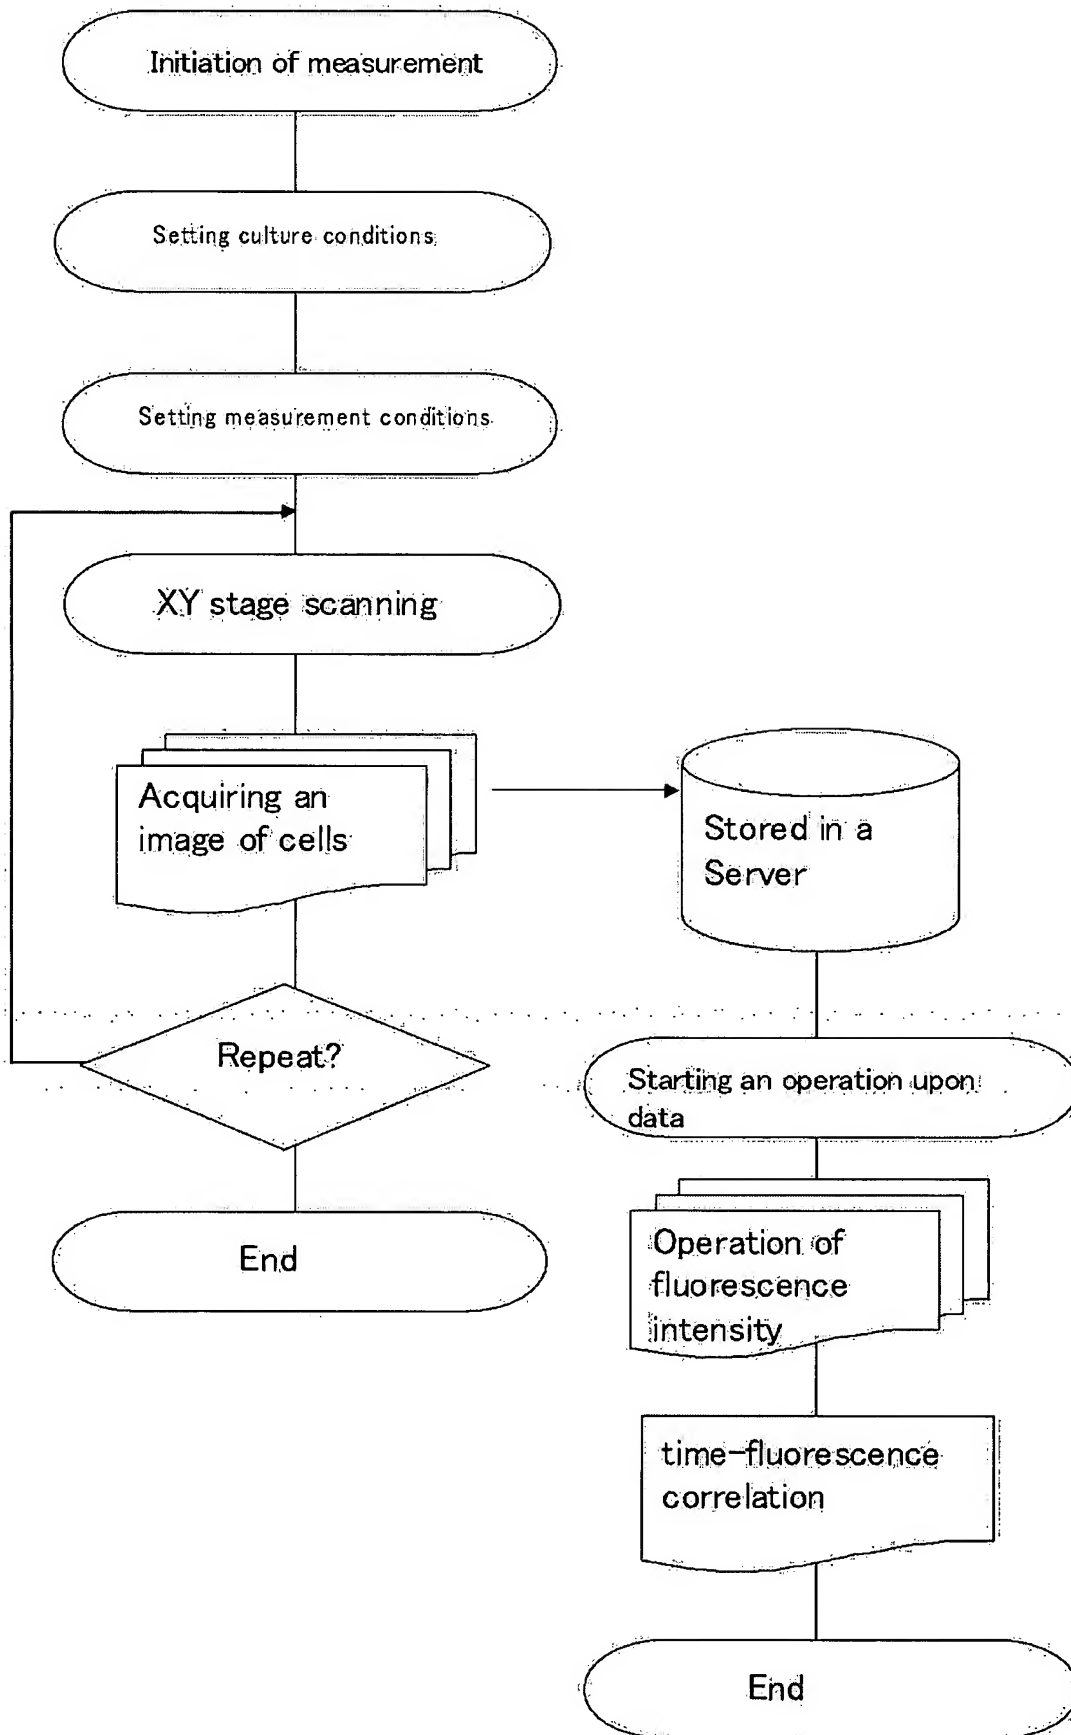 Initiation of measurement
Setting culture conditions
Setting measurement conditions
XY stage scanning
Acquiring an
image of cells
Stored in a
Server
Repeat?
Starting an operation upon
data
End
Operation of
fluorescence
intensity
time-fluorescence
correlation
End